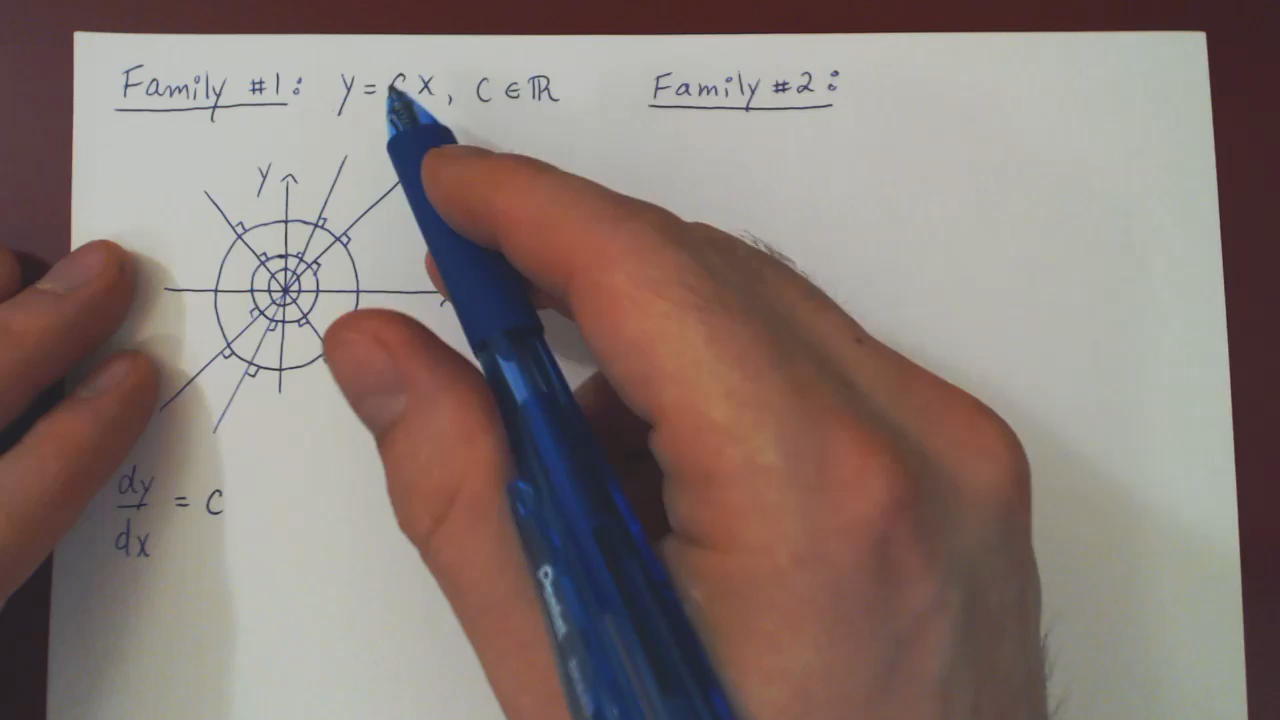 Family #1: y = cx, c ∈ ℝ
Family #2:
y
dy/dx = c